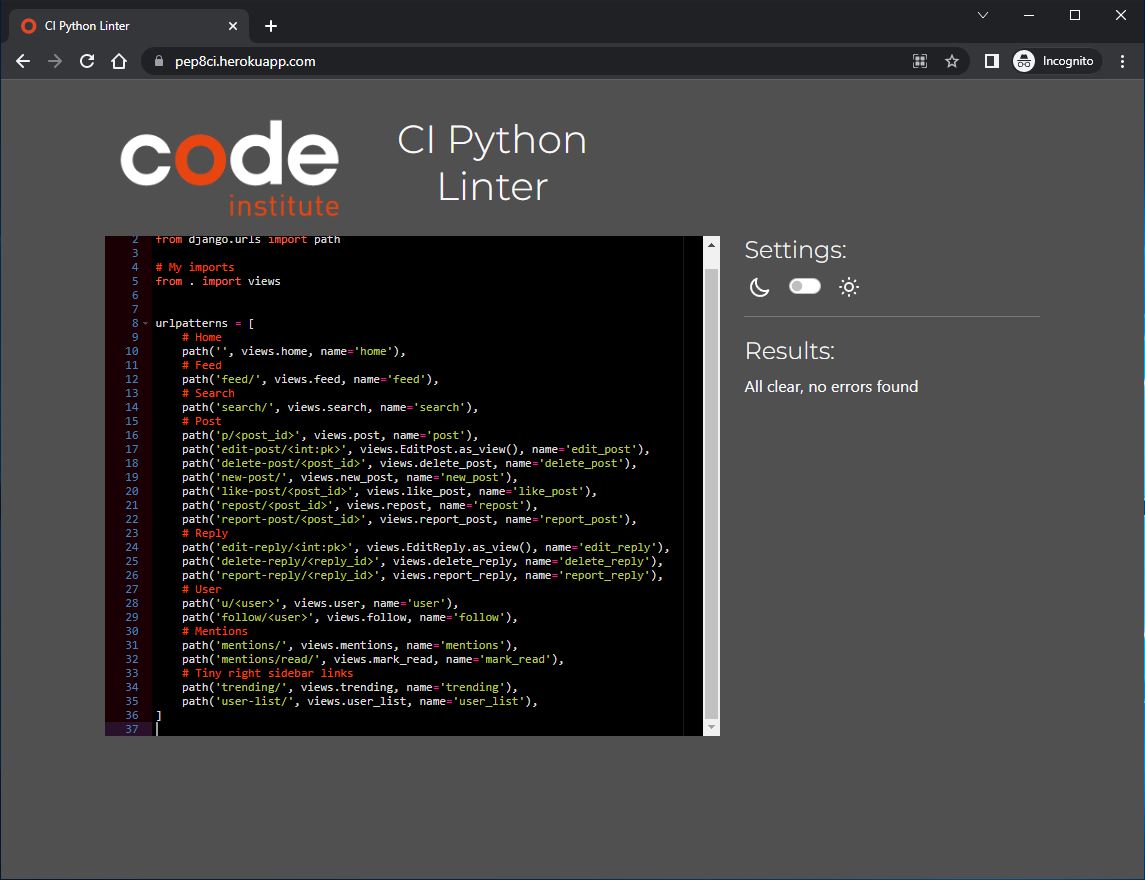 CI Python Linter
pep8ci.herokuapp.com
Incognito
code
institute
CI Python
Linter
2 from django.urls import path
3
4 # My imports
5 from . import views
6
7
8 urlpatterns = [
9     # Home
10     path('', views.home, name='home'),
11     # Feed
12     path('feed/', views.feed, name='feed'),
13     # Search
14     path('search/', views.search, name='search'),
15     # Post
16     path('p/<post_id>', views.post, name='post'),
17     path('edit-post/<int:pk>', views.EditPost.as_view(), name='edit_post'),
18     path('delete-post/<post_id>', views.delete_post, name='delete_post'),
19     path('new-post/', views.new_post, name='new_post'),
20     path('like-post/<post_id>', views.like_post, name='like_post'),
21     path('repost/<post_id>', views.repost, name='repost'),
22     path('report-post/<post_id>', views.report_post, name='report_post'),
23     # Reply
24     path('edit-reply/<int:pk>', views.EditReply.as_view(), name='edit_reply'),
25     path('delete-reply/<reply_id>', views.delete_reply, name='delete_reply'),
26     path('report-reply/<reply_id>', views.report_reply, name='report_reply'),
27     # User
28     path('u/<user>', views.user, name='user'),
29     path('follow/<user>', views.follow, name='follow'),
30     # Mentions
31     path('mentions/', views.mentions, name='mentions'),
32     path('mentions/read/', views.mark_read, name='mark_read'),
33     # Tiny right sidebar links
34     path('trending/', views.trending, name='trending'),
35     path('user-list/', views.user_list, name='user_list'),
36 ]
37
Settings:
Results:
All clear, no errors found